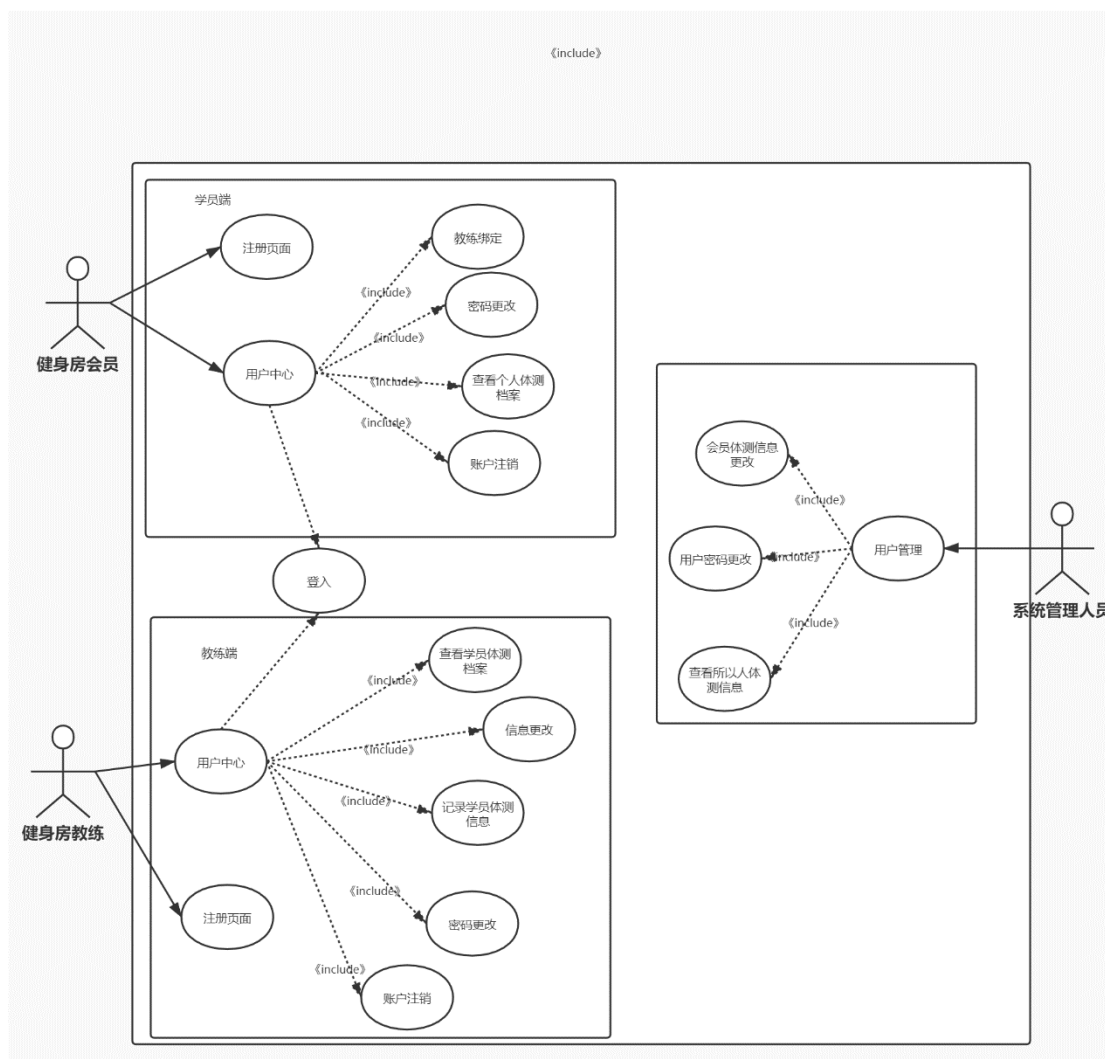 《include》
学员端
注册页面
教练绑定
《include》
密码更改
《include》
健身房会员
用户中心
《include》
查看个人体测
档案
《include》
账户注销
会员体测信息
更改
《include》
用户密码更改
《include》
用户管理
系统管理人员
《include》
查看所以人体
测信息
登入
教练端
查看学员体测
档案
《include》
信息更改
《include》
用户中心
《include》
记录学员体测
信息
健身房教练
《include》
注册页面
密码更改
《include》
账户注销